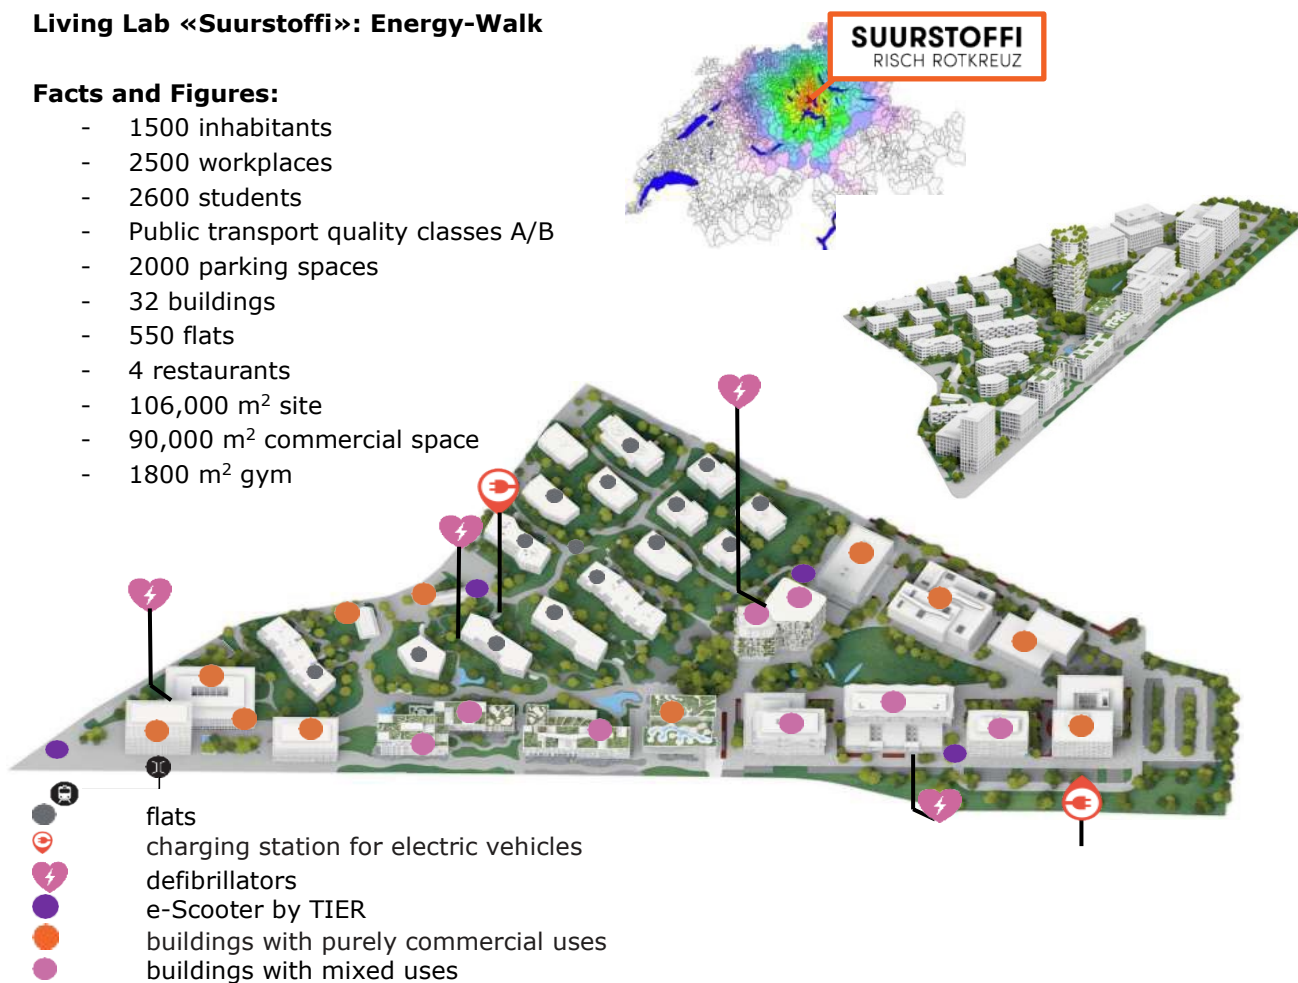 Living Lab «Suurstoffi»: Energy-Walk
SUURSTOFFI
RISCH ROTKREUZ
Facts and Figures:
- 1500 inhabitants
- 2500 workplaces
- 2600 students
- Public transport quality classes A/B
- 2000 parking spaces
- 32 buildings
- 550 flats
- 4 restaurants
- 106,000 m² site
- 90,000 m² commercial space
- 1800 m² gym
flats
charging station for electric vehicles
defibrillators
e-Scooter by TIER
buildings with purely commercial uses
buildings with mixed uses